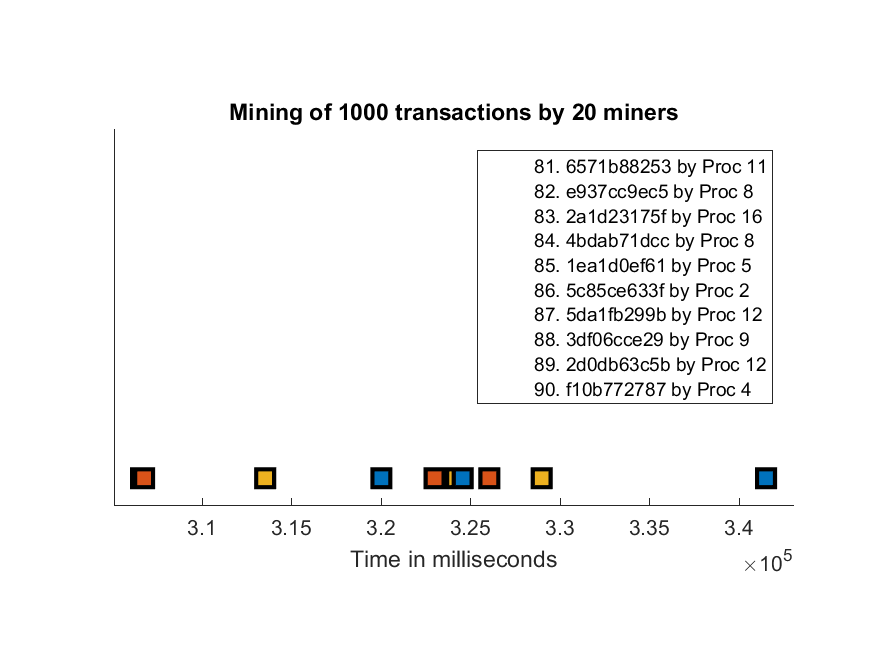 Mining of 1000 transactions by 20 miners
81. 6571b88253 by Proc 11
82. e937cc9ec5 by Proc 8
83. 2a1d23175f by Proc 16
84. 4bdab71dcc by Proc 8
85. 1ea1d0ef61 by Proc 5
86. 5c85ce633f by Proc 2
87. 5da1fb299b by Proc 12
88. 3df06cce29 by Proc 9
89. 2d0db63c5b by Proc 12
90. f10b772787 by Proc 4
3.1 3.15 3.2 3.25 3.3 3.35 3.4
Time in milliseconds
×10^5